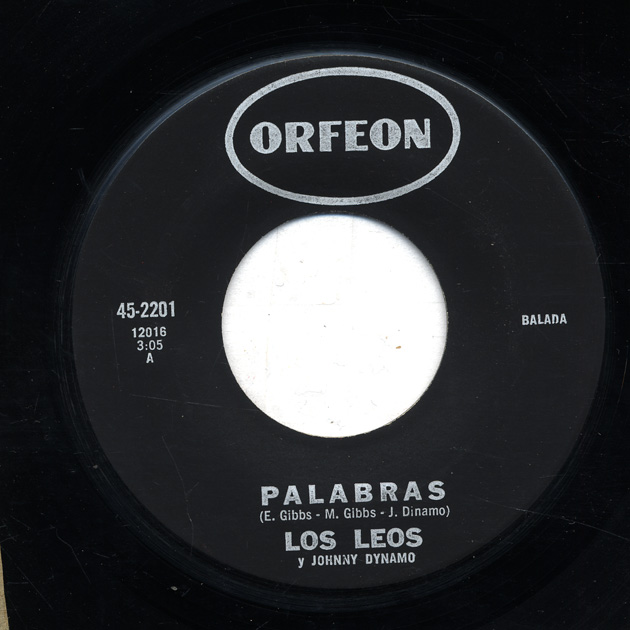 ORFEON
45-2201
12016
3:05
A
BALADA
PALABRAS
(E. Gibbs - M. Gibbs - J. Dinamo)
LOS LEOS
y JOHNNY DYNAMO